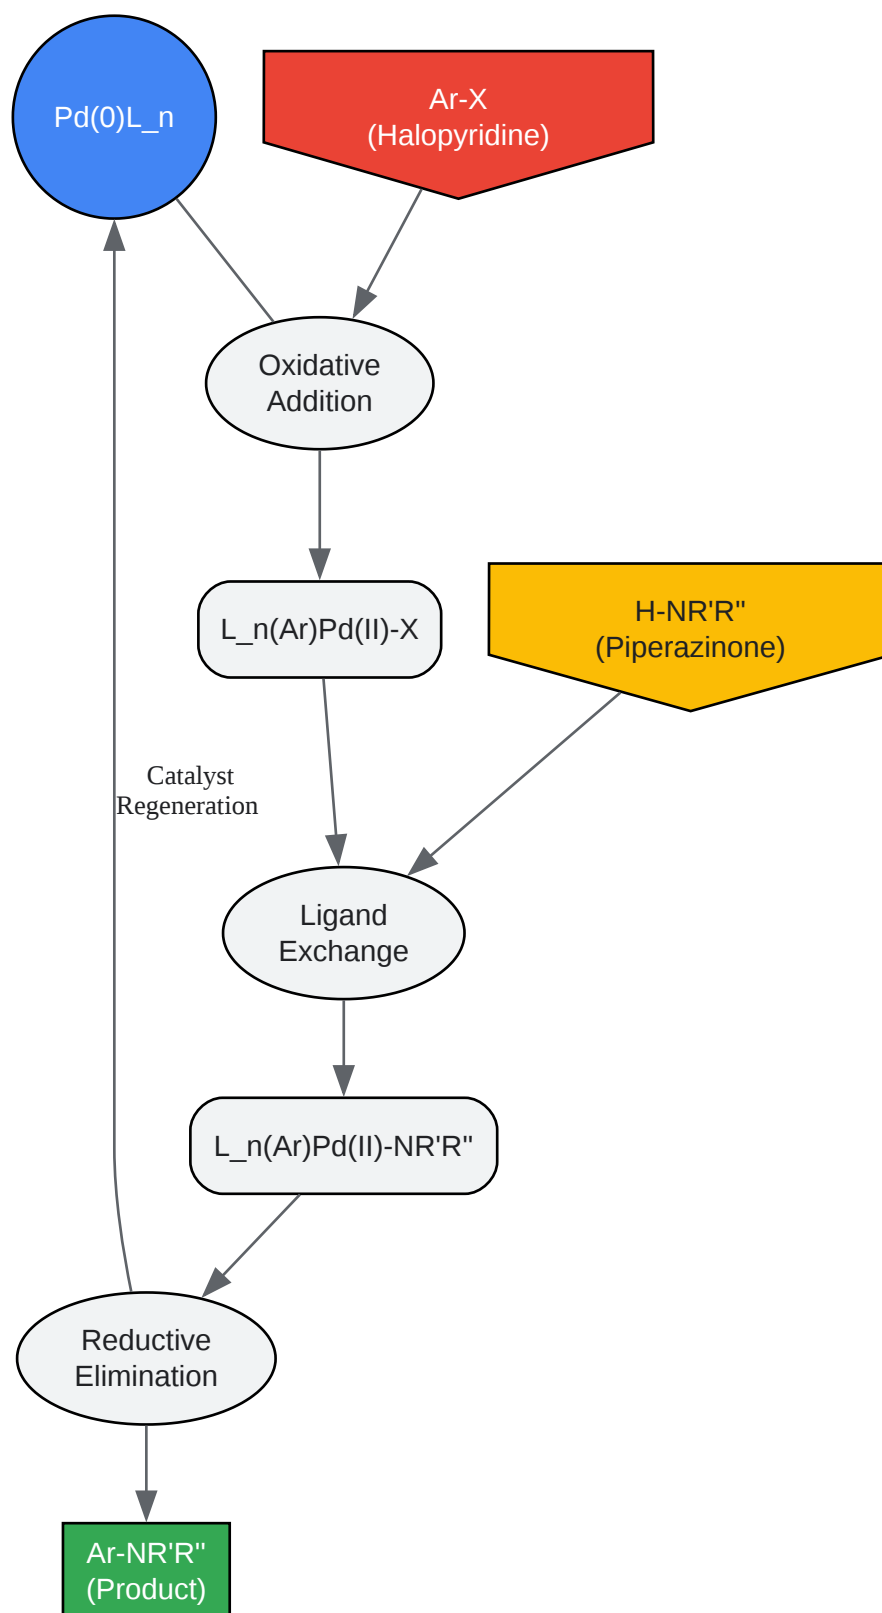 Pd(0)L_n
Ar-X
(Halopyridine)
Oxidative
Addition
L_n(Ar)Pd(II)-X
H-NR'R"
(Piperazinone)
Catalyst
Regeneration
Ligand
Exchange
L_n(Ar)Pd(II)-NR'R"
Reductive
Elimination
Ar-NR'R"
(Product)